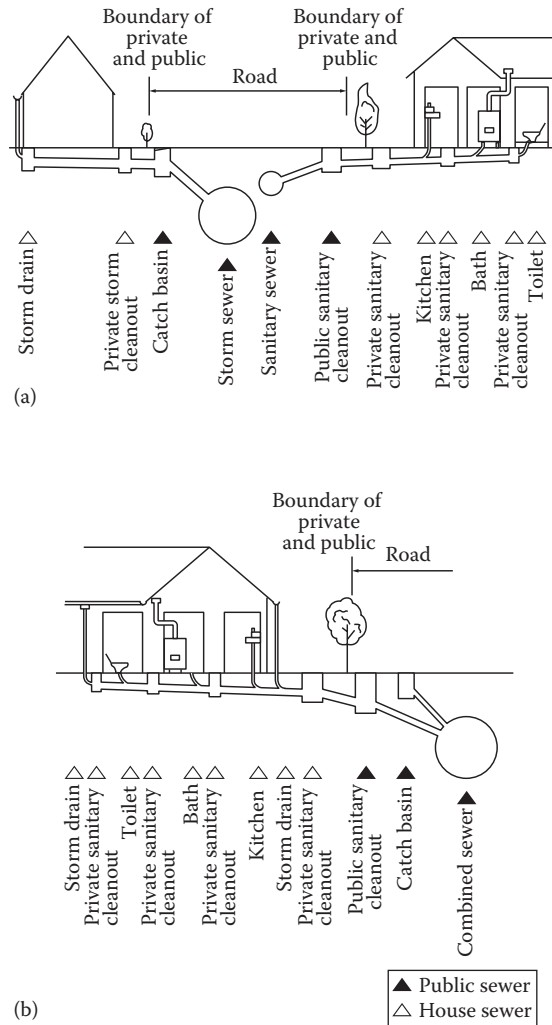 Boundary of
private
and public
Boundary of
private and
public
Road
Storm drain
Private storm
cleanout
Catch basin
Storm sewer
Sanitary sewer
Public sanitary
cleanout
Private sanitary
cleanout
Kitchen
Private sanitary
cleanout
Bath
Private sanitary
cleanout
Toilet
(a)
Boundary of
private
and public
Road
Storm drain
Private sanitary
cleanout
Toilet
Private sanitary
cleanout
Bath
Private sanitary
cleanout
Kitchen
Storm drain
Private sanitary
cleanout
Public sanitary
cleanout
Catch basin
Combined sewer
Public sewer
House sewer
(b)